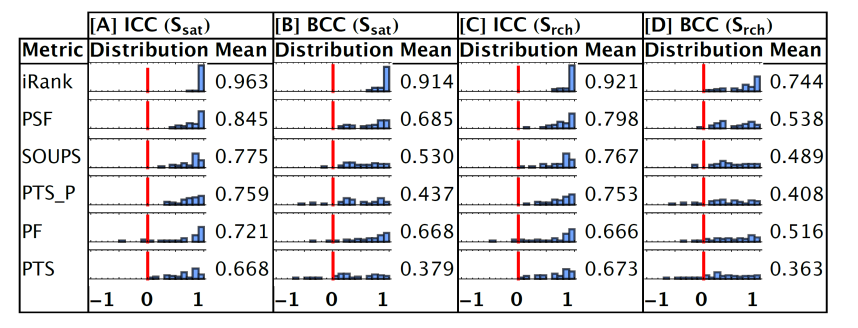 [A] ICC (Ssat) [B] BCC (Ssat) [C] ICC (Srch) [D] BCC (Srch)
Metric Distribution Mean Distribution Mean Distribution Mean Distribution Mean
iRank 0.963 0.914 0.921 0.744
PSF 0.845 0.685 0.798 0.538
SOUPS 0.775 0.530 0.767 0.489
PTS_P 0.759 0.437 0.753 0.408
PF 0.721 0.668 0.666 0.516
PTS 0.668 0.379 0.673 0.363
−1 0 1 −1 0 1 −1 0 1 −1 0 1